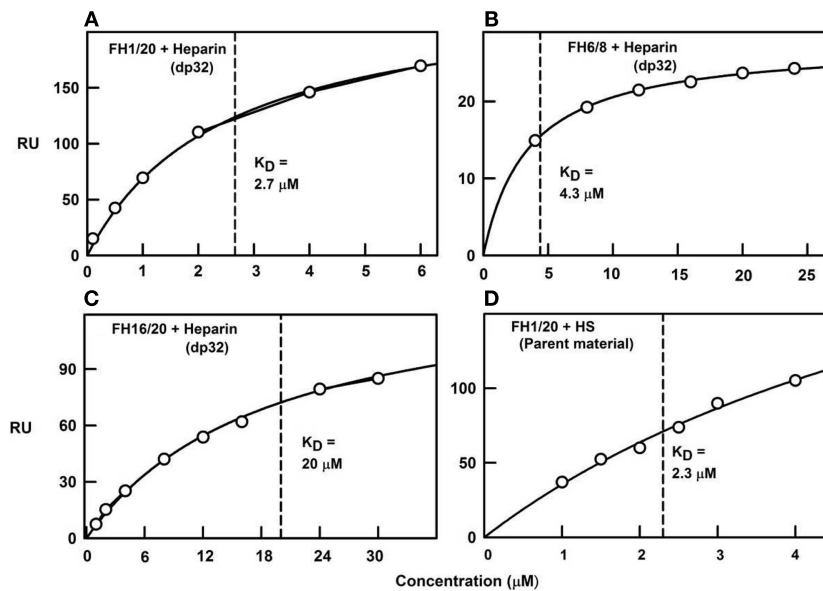 A
FH1/20 + Heparin
(dp32)
150
100
50
0
RU
K_D =
2.7 μM
0 1 2 3 4 5 6
B
FH6/8 + Heparin
(dp32)
30
20
10
0
K_D =
4.3 μM
0 5 10 15 20 25
C
FH16/20 + Heparin
(dp32)
90
60
30
0
RU
K_D =
20 μM
0 6 12 18 24 30
D
FH1/20 + HS
(Parent material)
100
50
0
K_D =
2.3 μM
0 1 2 3 4
Concentration (μM)